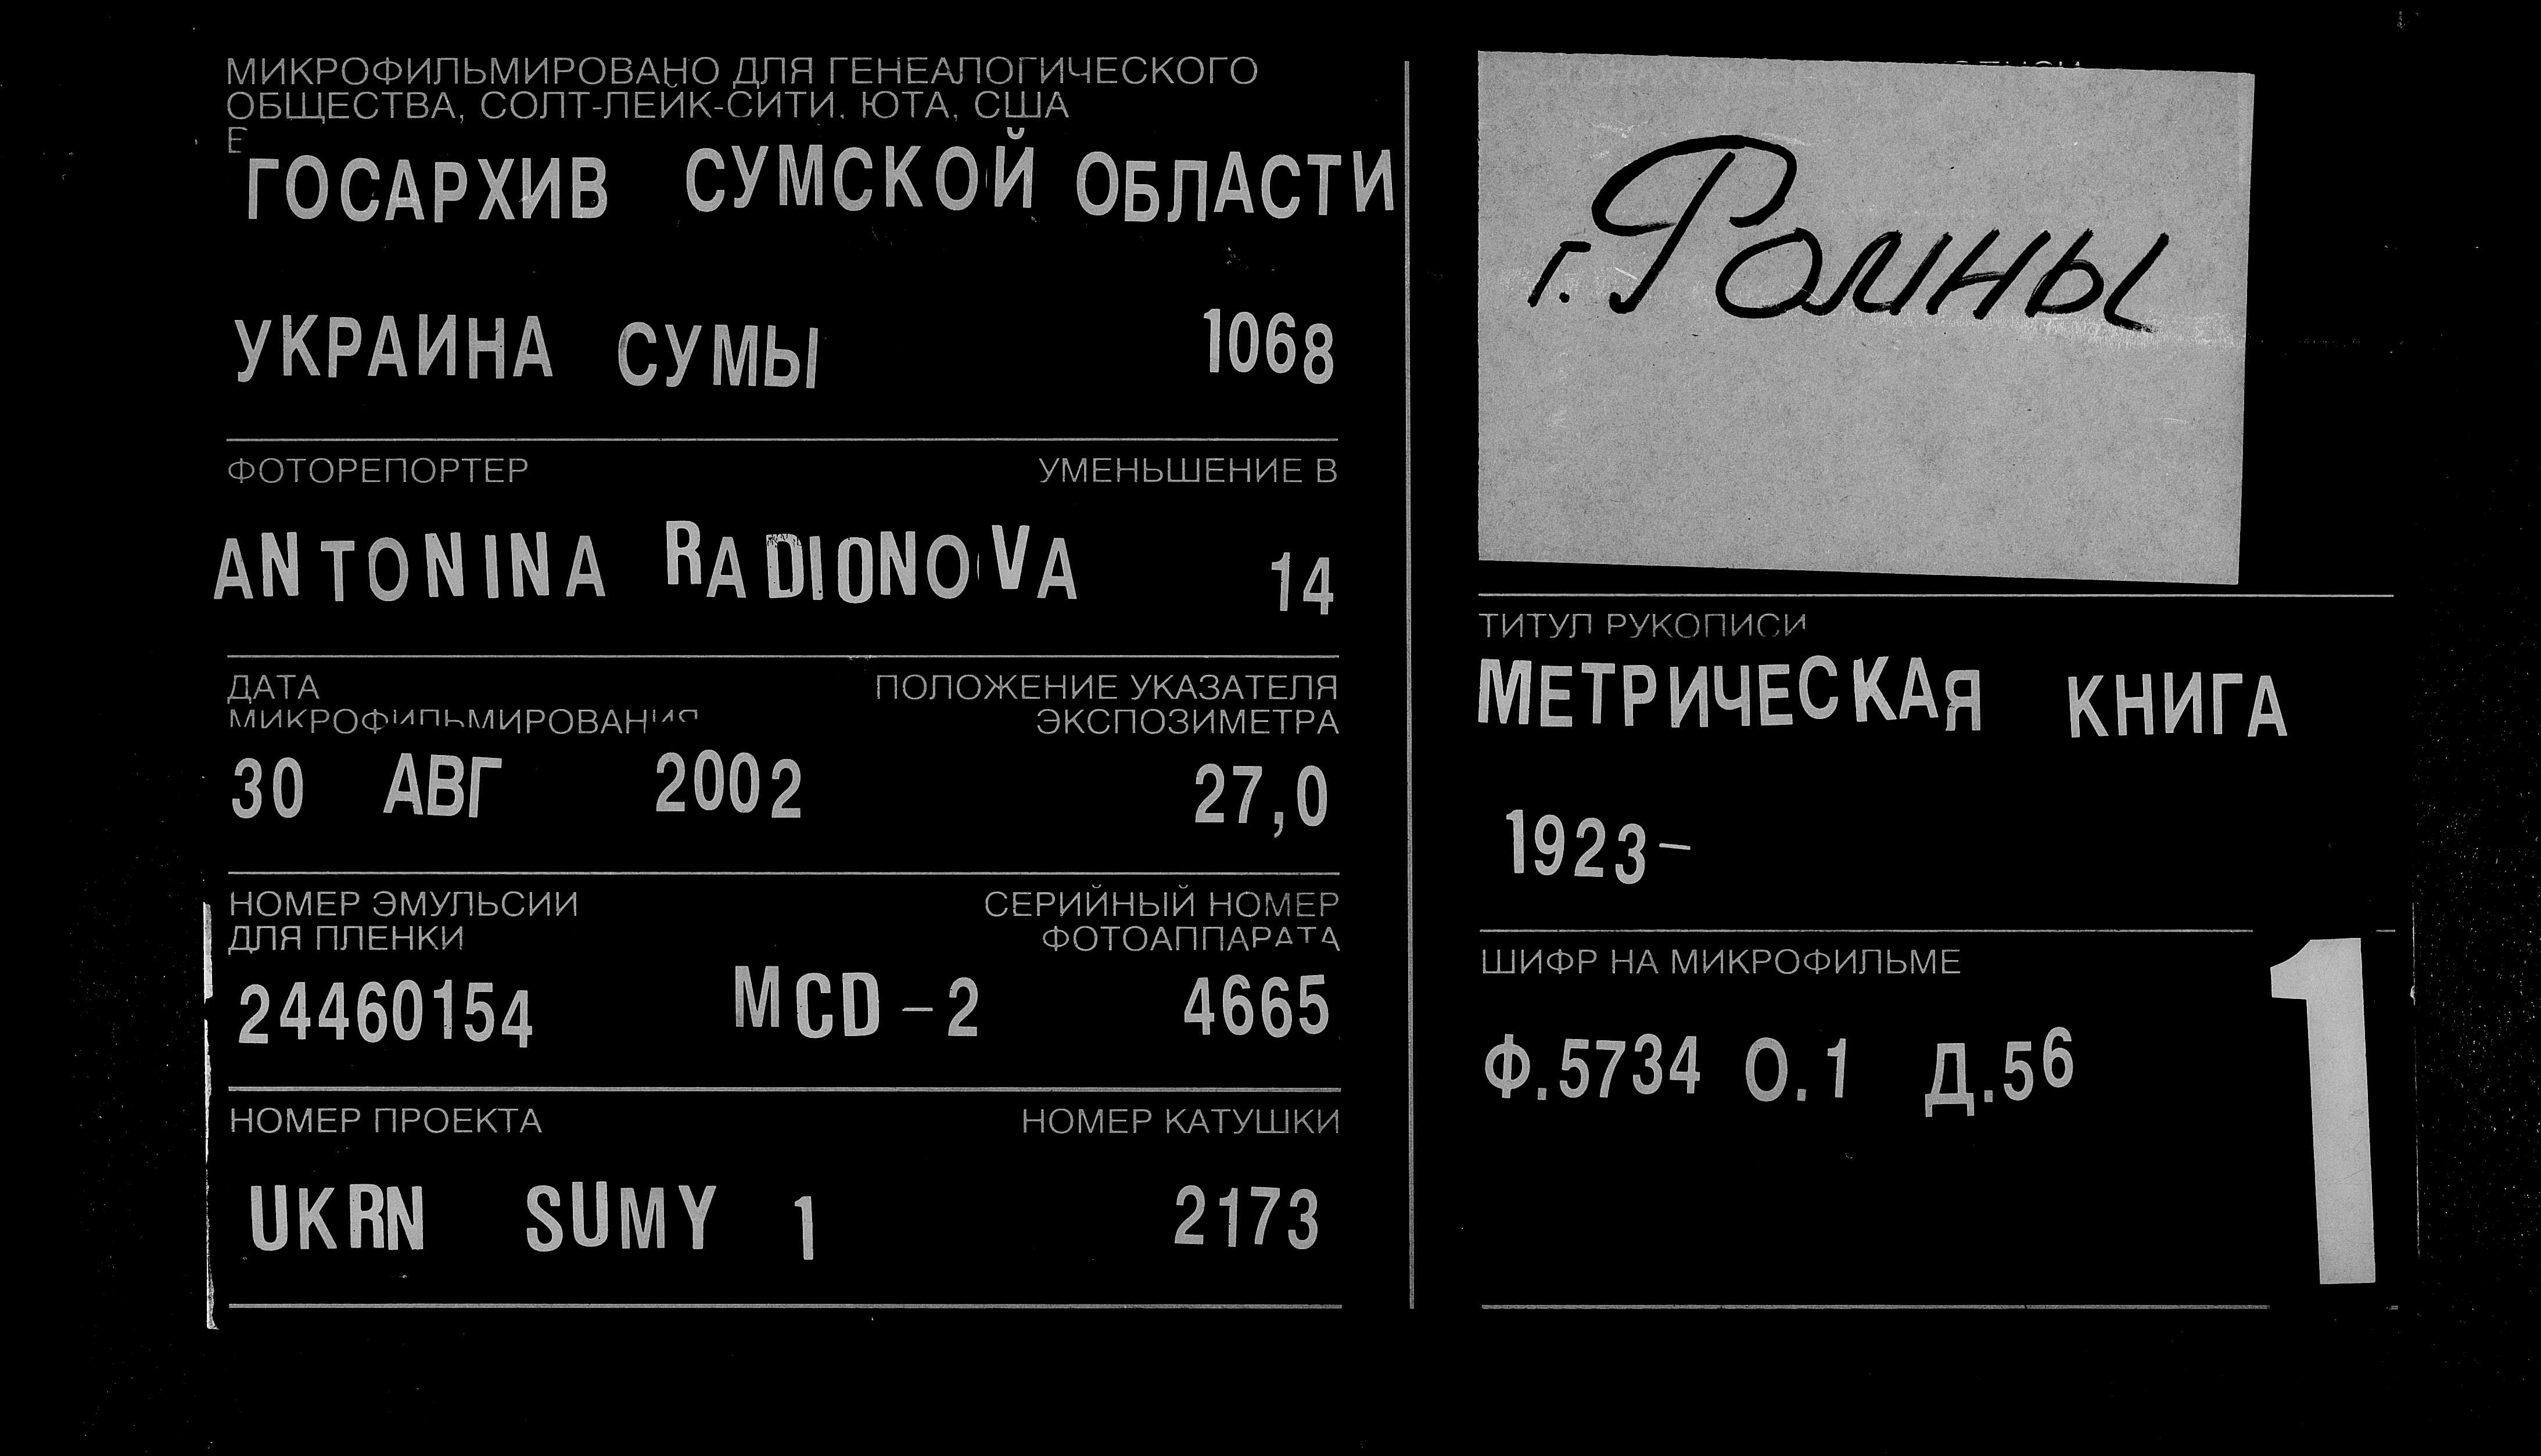 МИКРОФИЛЬМИРОВАНО ДЛЯ ГЕНЕАЛОГИЧЕСКОГО
ОБЩЕСТВА, СОЛТ-ЛЕЙК-СИТИ, ЮТА, США
Е
ГОСАРХИВ СУМСКОЙ ОБЛАСТИ
УКРАИНА СУМЫ 1068
ФОТОРЕПОРТЕР УМЕНЬШЕНИЕ В
ANTONINA RADIONOVA 14
ДАТА ПОЛОЖЕНИЕ УКАЗАТЕЛЯ
МИКРОФИЛЬМИРОВАНИЯ ЭКСПОЗИМЕТРА
30 АВГ 2002 27,0
НОМЕР ЭМУЛЬСИИ СЕРИЙНЫЙ НОМЕР
ДЛЯ ПЛЕНКИ ФОТОАППАРАТА
24460154 MCD-2 4665
НОМЕР ПРОЕКТА НОМЕР КАТУШКИ
UKRN SUMY 1 2173
г. Ромны
ТИТУЛ РУКОПИСИ
МЕТРИЧЕСКАЯ КНИГА
1923-
ШИФР НА МИКРОФИЛЬМЕ
Ф.5734 О.1 Д.56
1